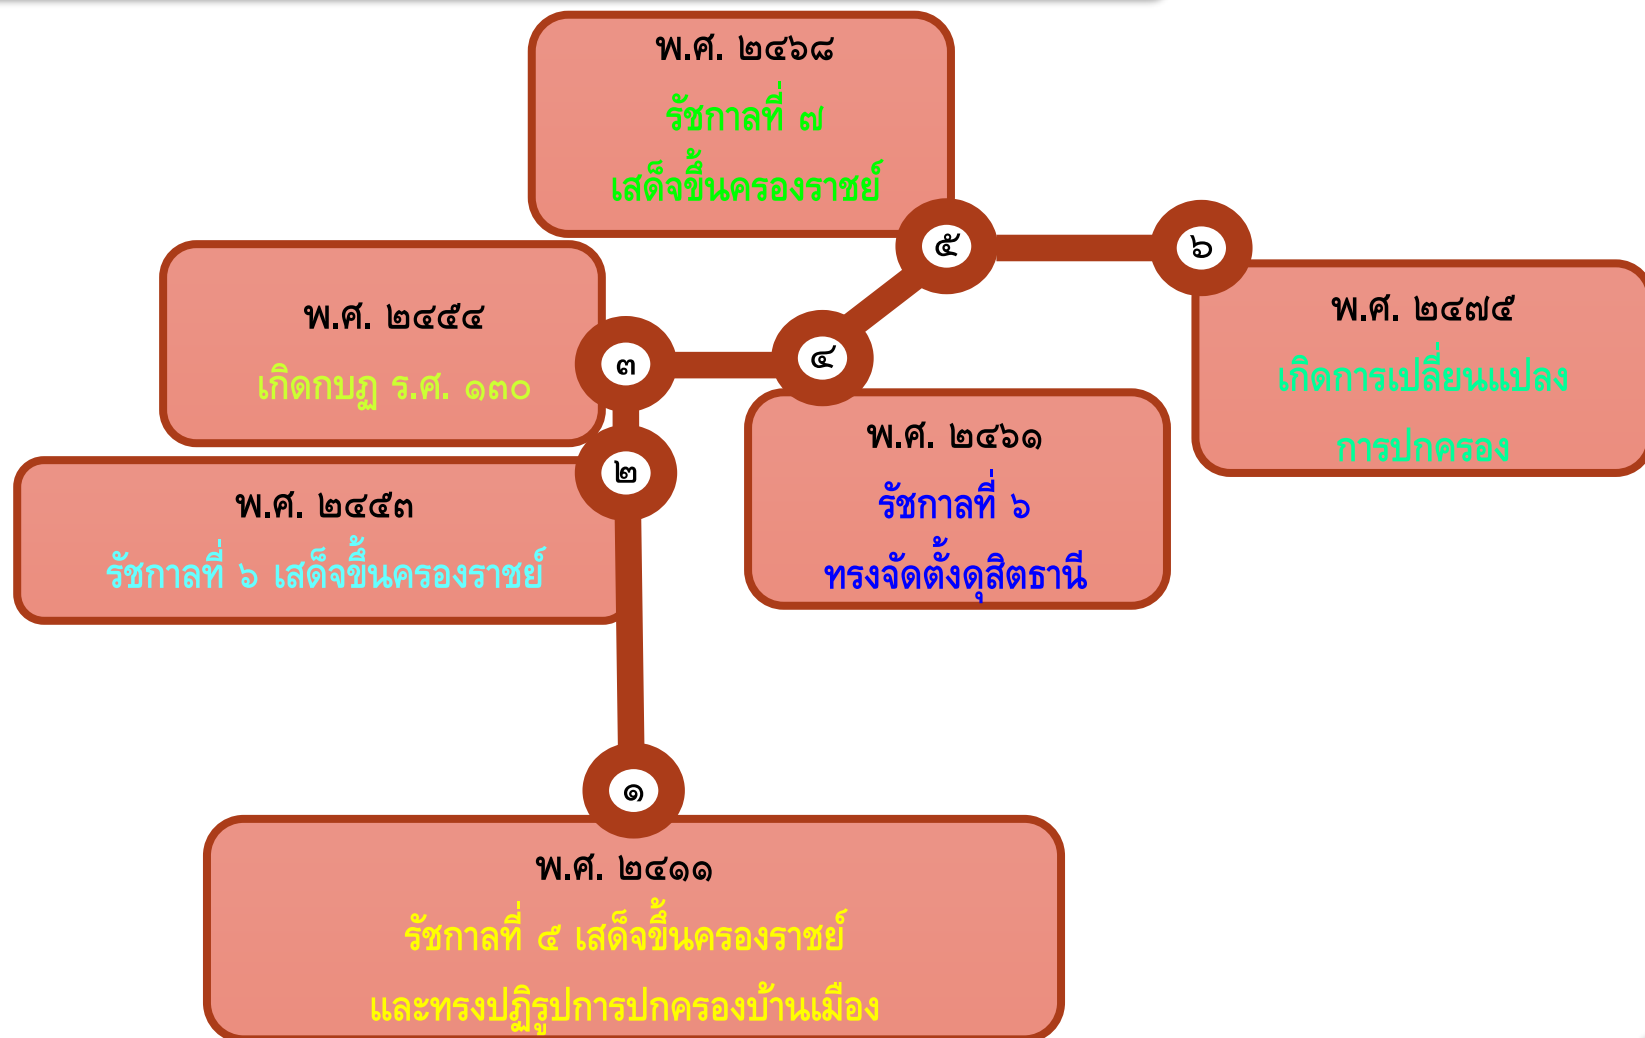 พ.ศ. ๒๔๖๘
รัชกาลที่ ๗
เสด็จขึ้นครองราชย์
๕
๖
พ.ศ. ๒๔๕๔
เกิดกบฏ ร.ศ. ๑๓๐
๓
๔
พ.ศ. ๒๔๗๕
เกิดการเปลี่ยนแปลง
การปกครอง
พ.ศ. ๒๔๖๑
รัชกาลที่ ๖
ทรงจัดตั้งดุสิตธานี
๒
พ.ศ. ๒๔๕๓
รัชกาลที่ ๖ เสด็จขึ้นครองราชย์
๑
พ.ศ. ๒๔๑๑
รัชกาลที่ ๕ เสด็จขึ้นครองราชย์
และทรงปฏิรูปการปกครองบ้านเมือง